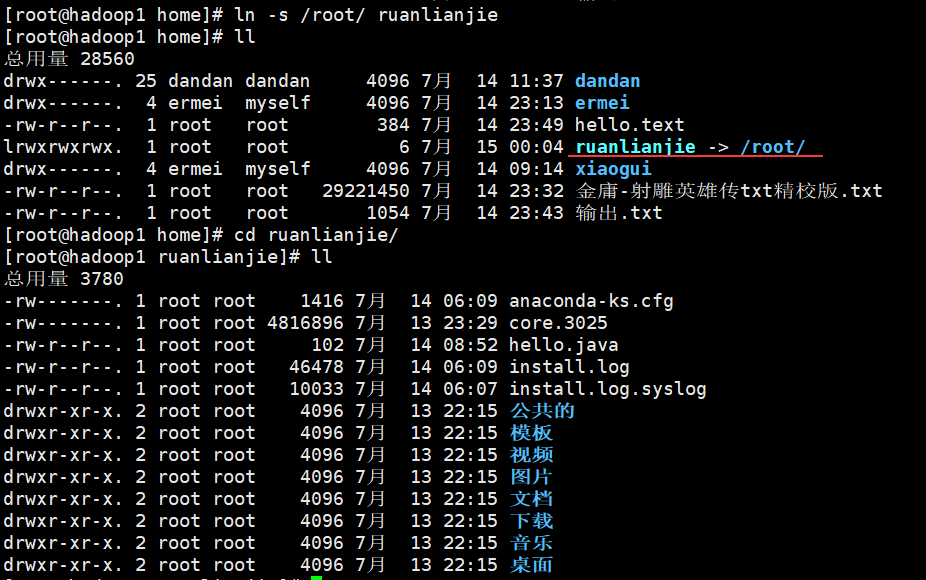 [root@hadoop1 home]# ln -s /root/ ruanlianjie
[root@hadoop1 home]# ll
总用量 28560
drwx------. 25 dandan dandan     4096 7月  14 11:37 dandan
drwx------.  4 ermei  myself     4096 7月  14 23:13 ermei
-rw-r--r--.  1 root   root        384 7月  14 23:49 hello.text
lrwxrwxrwx.  1 root   root          6 7月  15 00:04 ruanlianjie -> /root/
drwx------.  4 ermei  myself     4096 7月  14 09:14 xiaogui
-rw-r--r--.  1 root   root   29221450 7月  14 23:32 金庸-射雕英雄传txt精校版.txt
-rw-r--r--.  1 root   root       1054 7月  14 23:43 输出.txt
[root@hadoop1 home]# cd ruanlianjie/
[root@hadoop1 ruanlianjie]# ll
总用量 3780
-rw-------. 1 root root    1416 7月  14 06:09 anaconda-ks.cfg
-rw-------. 1 root root 4816896 7月  13 23:29 core.3025
-rw-r--r--. 1 root root     102 7月  14 08:52 hello.java
-rw-r--r--. 1 root root   46478 7月  14 06:09 install.log
-rw-r--r--. 1 root root   10033 7月  14 06:07 install.log.syslog
drwxr-xr-x. 2 root root    4096 7月  13 22:15 公共的
drwxr-xr-x. 2 root root    4096 7月  13 22:15 模板
drwxr-xr-x. 2 root root    4096 7月  13 22:15 视频
drwxr-xr-x. 2 root root    4096 7月  13 22:15 图片
drwxr-xr-x. 2 root root    4096 7月  13 22:15 文档
drwxr-xr-x. 2 root root    4096 7月  13 22:15 下载
drwxr-xr-x. 2 root root    4096 7月  13 22:15 音乐
drwxr-xr-x. 2 root root    4096 7月  13 22:15 桌面